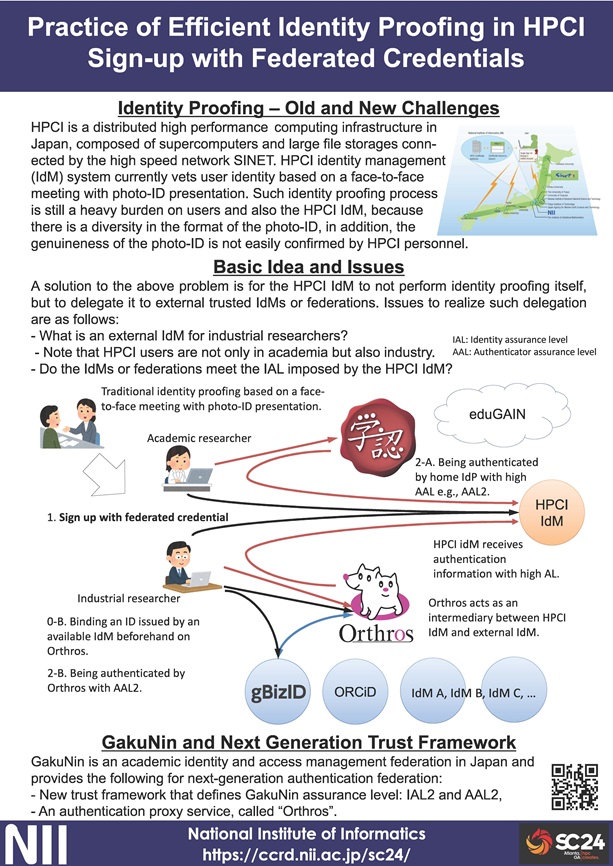 Practice of Efficient Identity Proofing in HPCI
Sign-up with Federated Credentials
Identity Proofing – Old and New Challenges
HPCI is a distributed high performance computing infrastructure in
Japan, composed of supercomputers and large file storages conn-
ected by the high speed network SINET. HPCI identity management
(IdM) system currently vets user identity based on a face-to-face
meeting with photo-ID presentation. Such identity proofing process
is still a heavy burden on users and also the HPCI IdM, because
there is a diversity in the format of the photo-ID, in addition, the
genuineness of the photo-ID is not easily confirmed by HPCI personnel.
NII
Basic Idea and Issues
A solution to the above problem is for the HPCI IdM to not perform identity proofing itself,
but to delegate it to external trusted IdMs or federations. Issues to realize such delegation
are as follows:
- What is an external IdM for industrial researchers?
- Note that HPCI users are not only in academia but also industry.
- Do the IdMs or federations meet the IAL imposed by the HPCI IdM?
IAL: Identity assurance level
AAL: Authenticator assurance level
Traditional identity proofing based on a face-
to-face meeting with photo-ID presentation.
学認
eduGAIN
Academic researcher
2-A. Being authenticated
by home IdP with high
AAL e.g., AAL2.
HPCI
IdM
1. Sign up with federated credential
HPCI idM receives
authentication
information with high AL.
Industrial researcher
Orthros
Orthros acts as an
intermediary between HPCI
IdM and external IdM.
0-B. Binding an ID issued by an
available IdM beforehand on
Orthros.
2-B. Being authenticated by
Orthros with AAL2.
gBizID
ORCiD
IdM A, IdM B, IdM C, ...
GakuNin and Next Generation Trust Framework
GakuNin is an academic identity and access management federation in Japan and
provides the following for next-generation authentication federation:
- New trust framework that defines GakuNin assurance level: IAL2 and AAL2,
- An authentication proxy service, called “Orthros”.
NII
National Institute of Informatics
https://ccrd.nii.ac.jp/sc24/
SC24